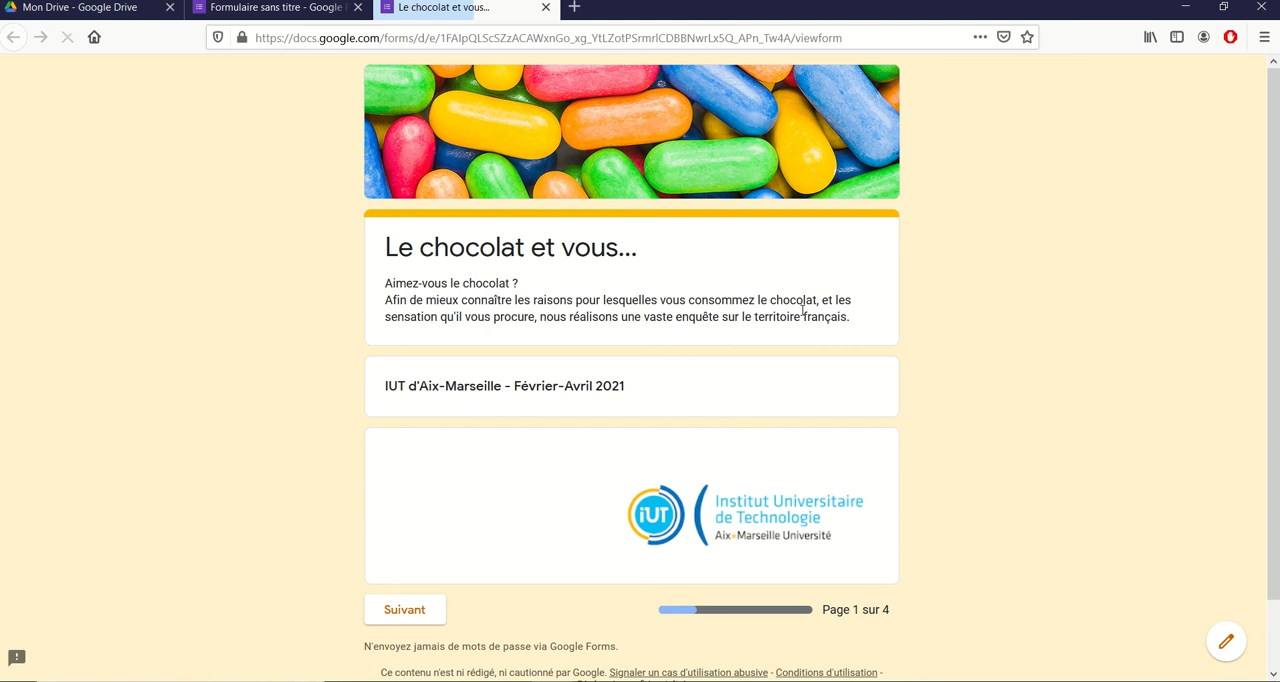 Mon Drive - Google Drive
Formulaire sans titre - Google
Le chocolat et vous...
https://docs.google.com/forms/d/e/1FAIpQLScSZzACAWxnGo_xg_YtLZotPSrmrlCDBBNwrLx5Q_APn_Tw4A/viewform
Le chocolat et vous...
Aimez-vous le chocolat ?
Afin de mieux connaître les raisons pour lesquelles vous consommez le chocolat, et les
sensation qu'il vous procure, nous réalisons une vaste enquête sur le territoire français.
IUT d'Aix-Marseille - Février-Avril 2021
iUT
Institut Universitaire
de Technologie
Aix*Marseille Université
Suivant
Page 1 sur 4
N'envoyez jamais de mots de passe via Google Forms.
Ce contenu n'est ni rédigé, ni cautionné par Google. Signaler un cas d'utilisation abusive - Conditions d'utilisation -